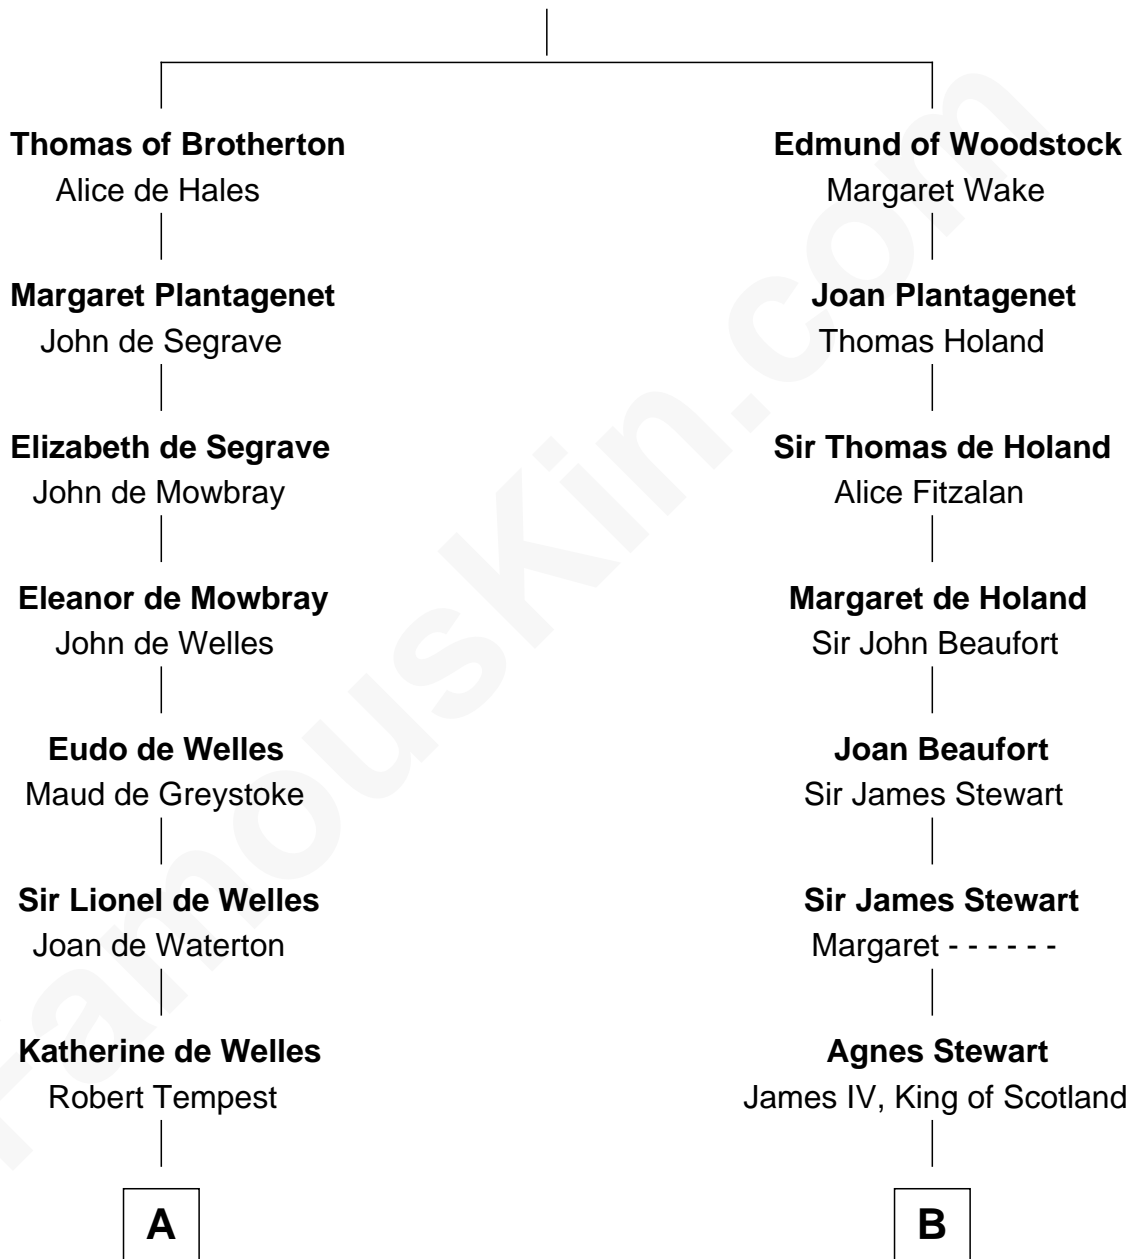 Thomas of Brotherton
Alice de Hales
Margaret Plantagenet
John de Segrave
Elizabeth de Segrave
John de Mowbray
Eleanor de Mowbray
John de Welles
Eudo de Welles
Maud de Greystoke
Sir Lionel de Welles
Joan de Waterton
Katherine de Welles
Robert Tempest
A
Edmund of Woodstock
Margaret Wake
Joan Plantagenet
Thomas Holand
Sir Thomas de Holand
Alice Fitzalan
Margaret de Holand
Sir John Beaufort
Joan Beaufort
Sir James Stewart
Sir James Stewart
Margaret - - - - - -
Agnes Stewart
James IV, King of Scotland
B
FamousKin.com